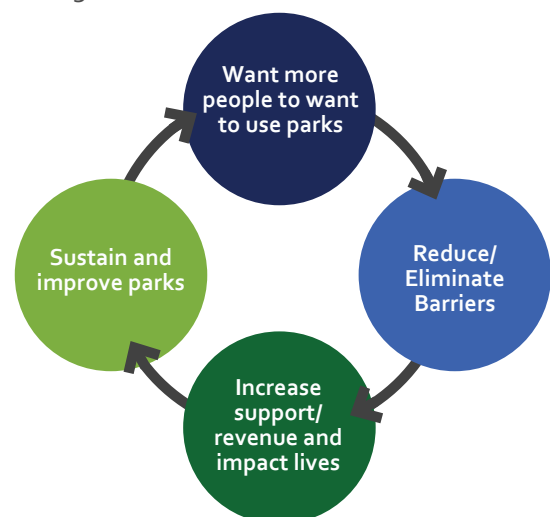 Want more
people to want
to use parks
Reduce/
Eliminate
Barriers
Increase
support/
revenue and
impact lives
Sustain and
improve parks